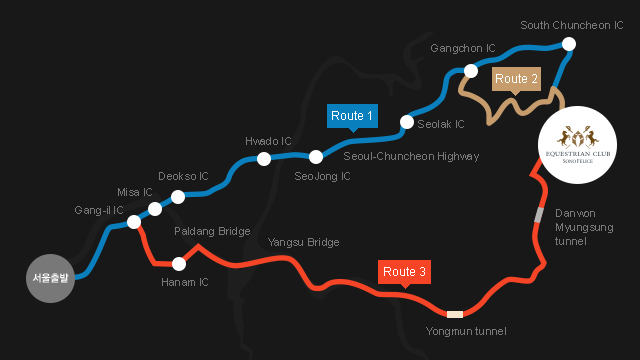 South Chuncheon IC
Gangchon IC
Route 2
Route 1
Seolak IC
Hwado IC
EQUESTRIAN CLUB
SONOFELICE
Seoul-Chuncheon Highway
SeoJong IC
Deokso IC
Misa IC
Gang-il IC
Paldang Bridge
Yangsu Bridge
Danwon
Myungsung
tunnel
서울출발
Hanam IC
Route 3
Yongmun tunnel